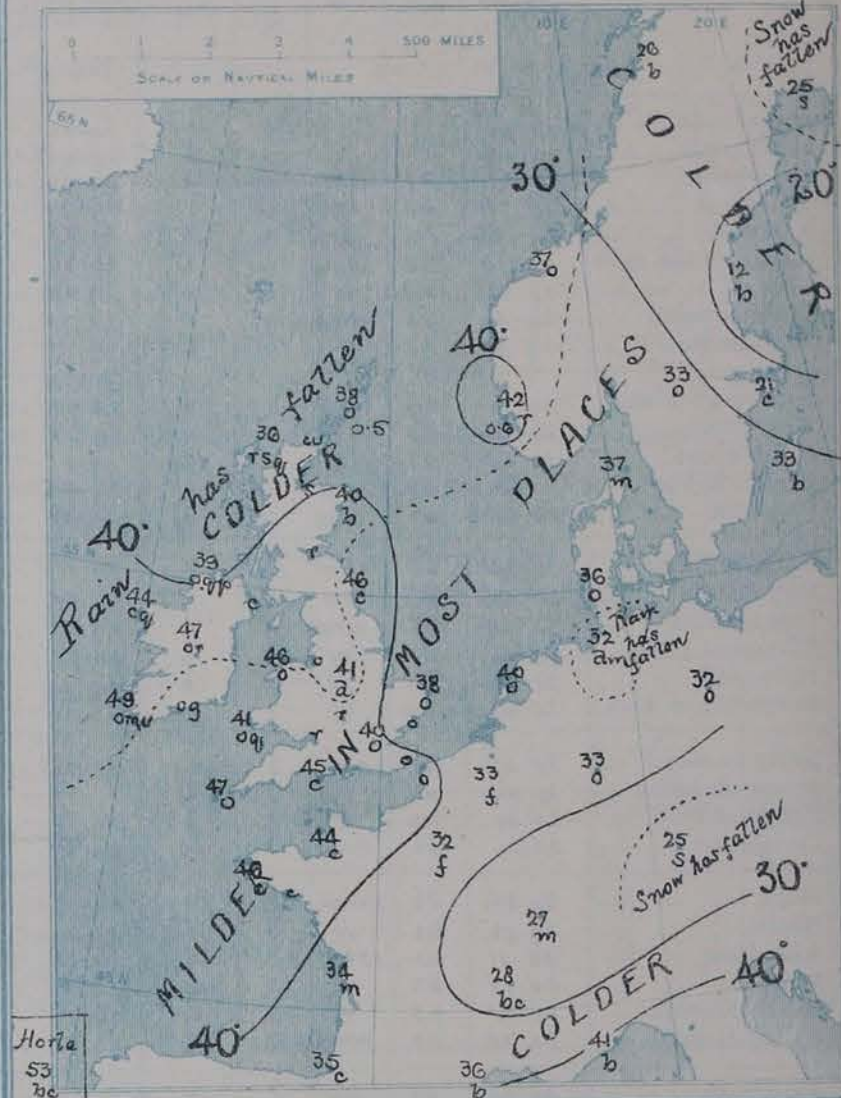 0 1 2 3 4 500 MILES
SCALE OF NAUTICAL MILES
10 E
20 E
65 N
Snow
has
fallen
26
b
25
s
COLDER
30°
20°
37
o
12
b
40°
42
r
0.6
33
o
21
c
33
b
Rain has fallen
38
o
0.5
30
rsq
COLDER
40
b
37
m
40°
39
44
cq
r
c
46
c
36
o
MILDER IN MOST PLACES
47
or
46
o
o
41
a
r
38
o
40
o
32
am
Rain
has
fallen
32
o
49
og
41
oq
r
40
o
o
o
o
47
o
45
c
33
f
33
o
44
c
32
f
25
s
Snow has fallen
c
27
m
30°
34
m
28
bc
COLDER
40°
40°
41
b
35
c
36
b
Horta
53
bc